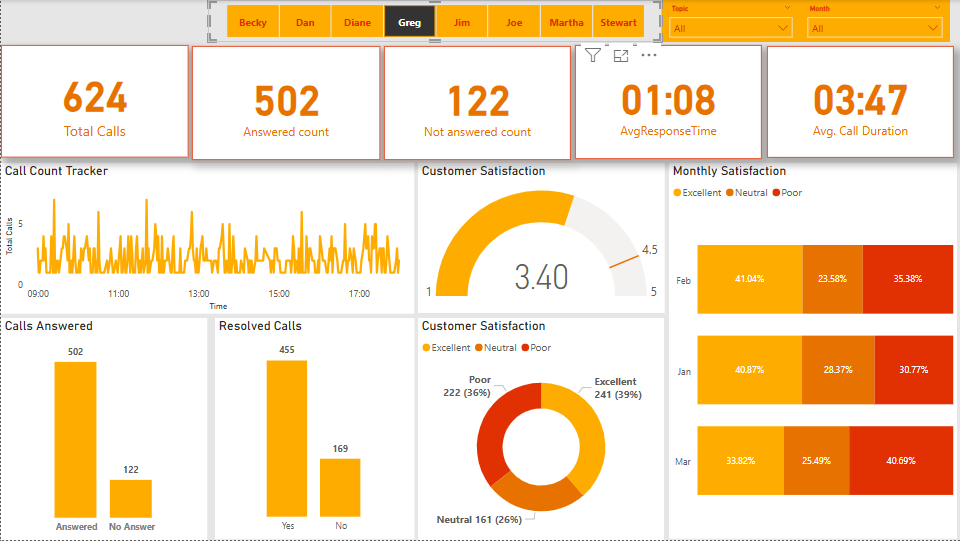 Becky Dan Diane Greg Jim Joe Martha Stewart
Topic Month
All All
624
Total Calls
502
Answered count
122
Not answered count
01:08
AvgResponseTime
03:47
Avg. Call Duration
Call Count Tracker
Total Calls
5
0
09:00 11:00 13:00 15:00 17:00
Time
Customer Satisfaction
3.40
1
4.5
5
Monthly Satisfaction
Excellent Neutral Poor
Feb 41.04% 23.58% 35.38%
Jan 40.87% 28.37% 30.77%
Mar 33.82% 25.49% 40.69%
Calls Answered
502
122
Answered No Answer
Resolved Calls
455
169
Yes No
Customer Satisfaction
Excellent Neutral Poor
Poor
222 (36%)
Excellent
241 (39%)
Neutral 161 (26%)